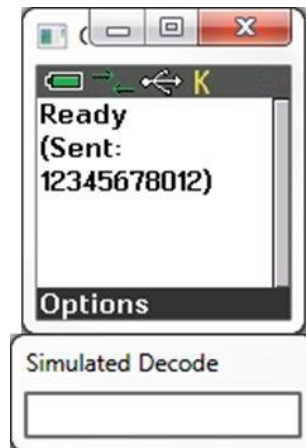 K
Ready
(Sent:
12345678012)
Options
Simulated Decode